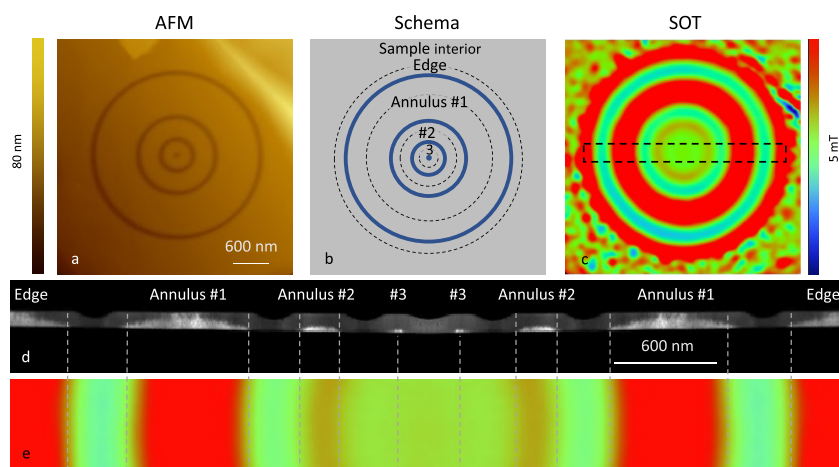 AFM
Schema
SOT
80 nm
a
600 nm
Sample interior
Edge
Annulus #1
#2
3
b
c
5 mT
Edge
Annulus #1
Annulus #2
#3
#3
Annulus #2
Annulus #1
Edge
d
600 nm
e